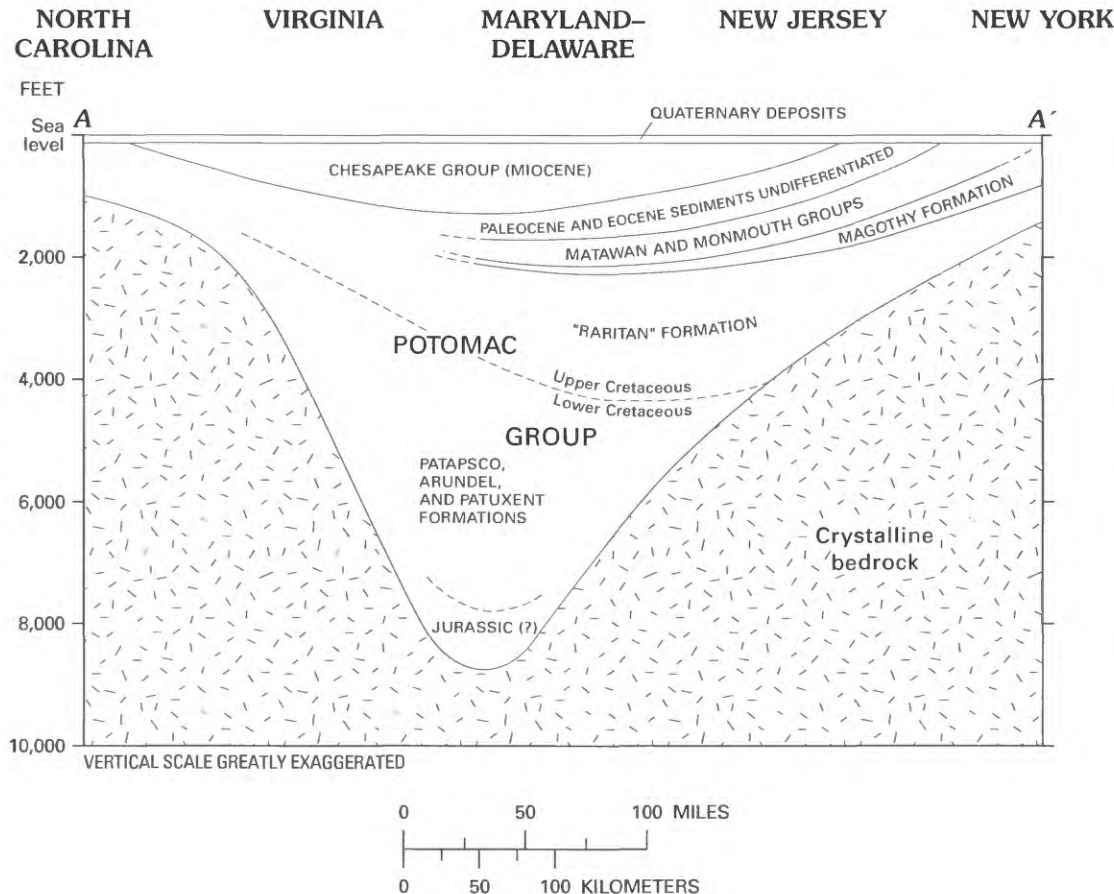 NORTH CAROLINA
VIRGINIA
MARYLAND–
DELAWARE
NEW JERSEY
NEW YORK
FEET
Sea level
A
A´
QUATERNARY DEPOSITS
CHESAPEAKE GROUP (MIOCENE)
PALEOCENE AND EOCENE SEDIMENTS UNDIFFERENTIATED
MATAWAN AND MONMOUTH GROUPS
MAGOTHY FORMATION
2,000
"RARITAN" FORMATION
POTOMAC
4,000
Upper Cretaceous
Lower Cretaceous
GROUP
PATAPSCO,
ARUNDEL,
AND PATUXENT
FORMATIONS
6,000
Crystalline
bedrock
8,000
JURASSIC (?)
10,000
VERTICAL SCALE GREATLY EXAGGERATED
0 50 100 MILES
0 50 100 KILOMETERS